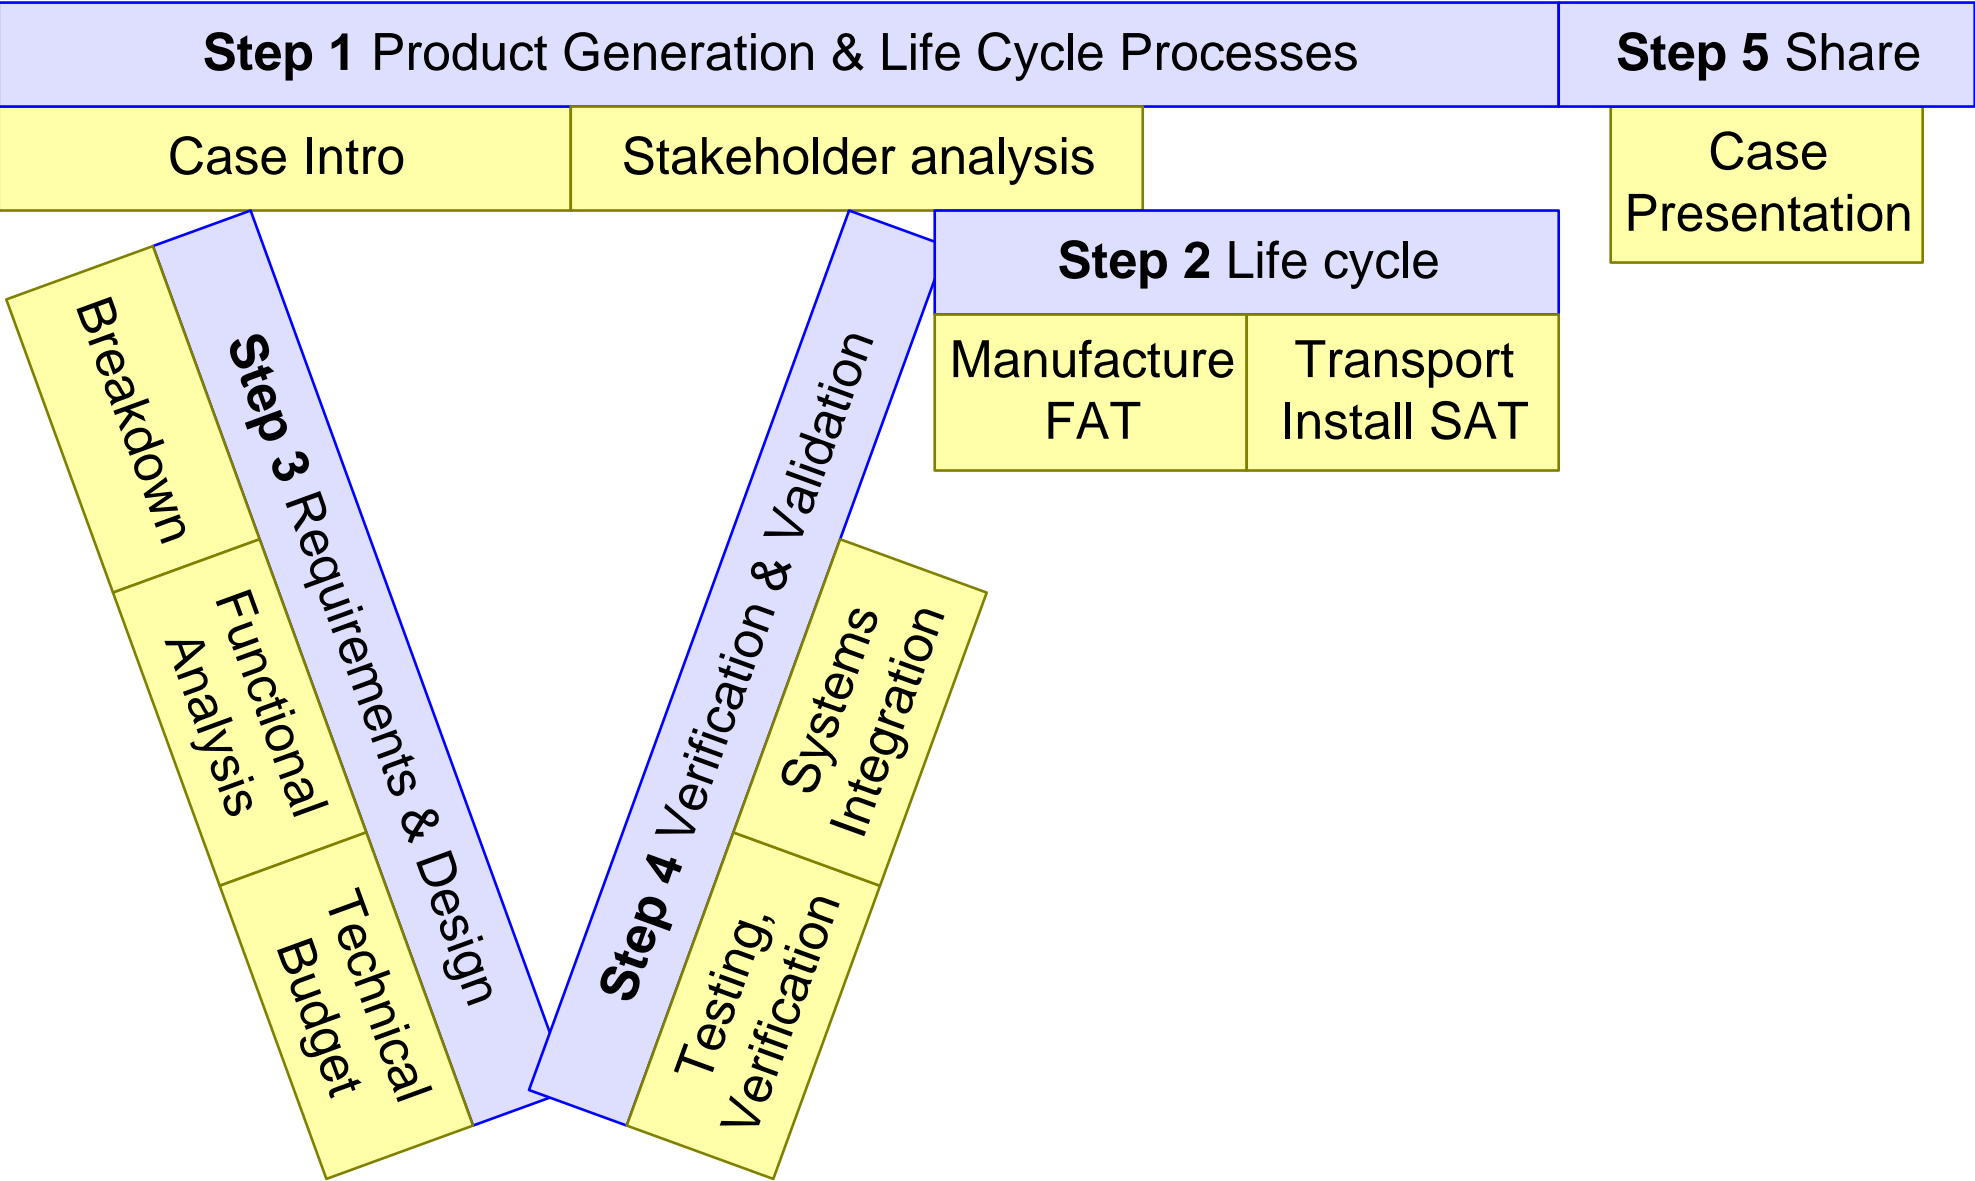 Step 1 Product Generation & Life Cycle Processes
Step 5 Share
Case Intro
Stakeholder analysis
Case
Presentation
Step 2 Life cycle
Manufacture
FAT
Transport
Install SAT
Step 3 Requirements & Design
Breakdown
Functional
Analysis
Technical
Budget
Step 4 Verification & Validation
Systems
Integration
Testing,
Verification